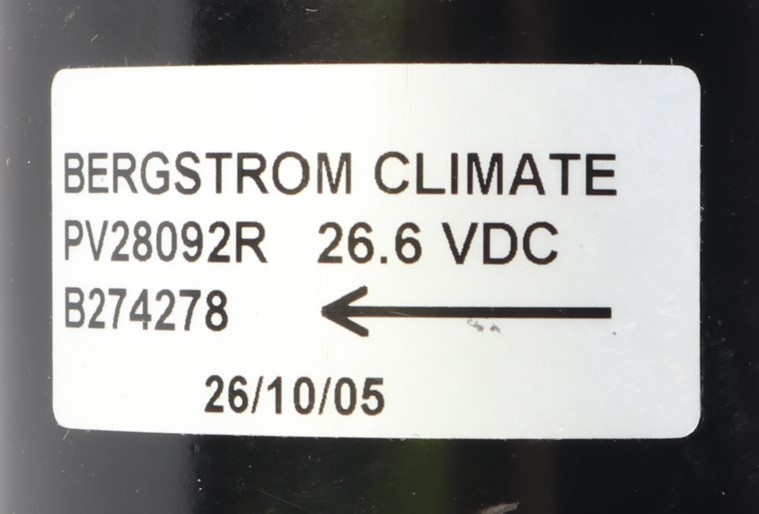 BERGSTROM CLIMATE
PV28092R 26.6 VDC
B274278
26/10/05